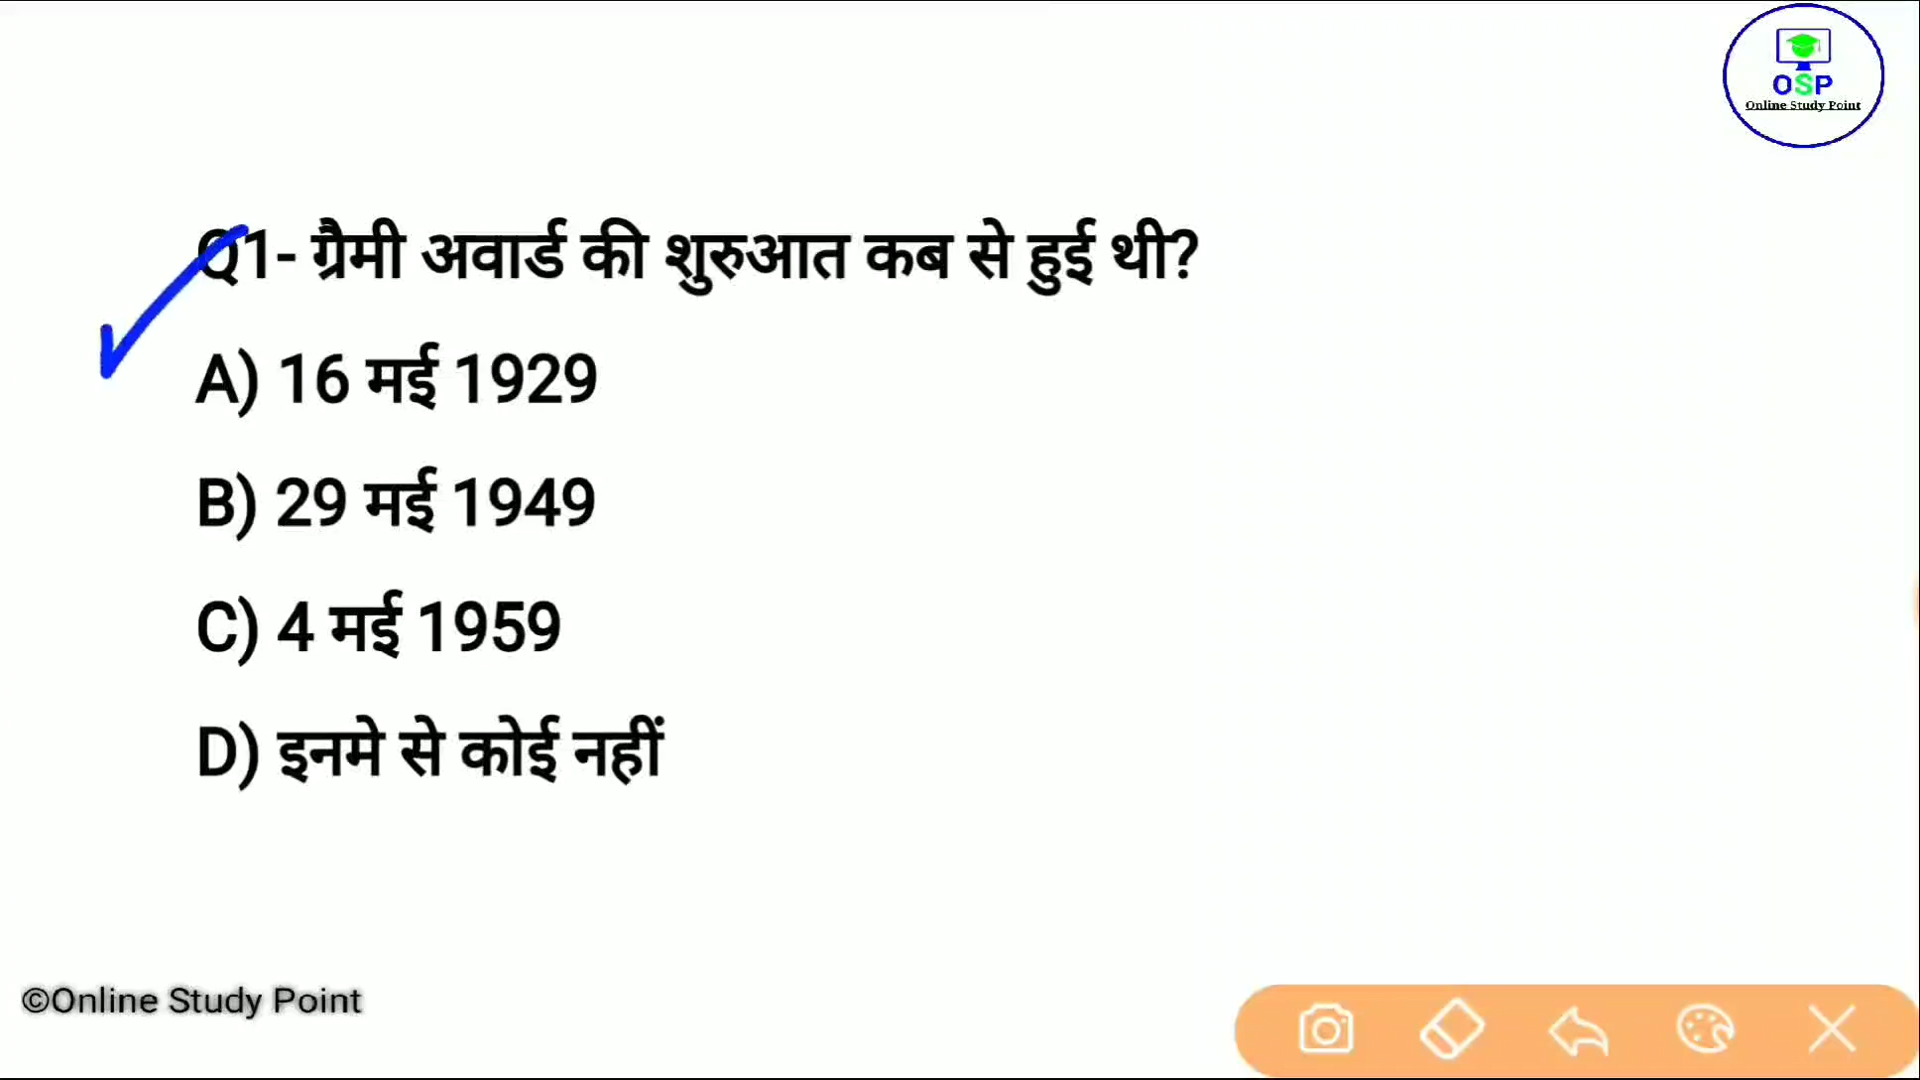 OSP
Online Study Point
Q1- ग्रैमी अवार्ड की शुरुआत कब से हुई थी?
A) 16 मई 1929
B) 29 मई 1949
C) 4 मई 1959
D) इनमे से कोई नहीं
©Online Study Point